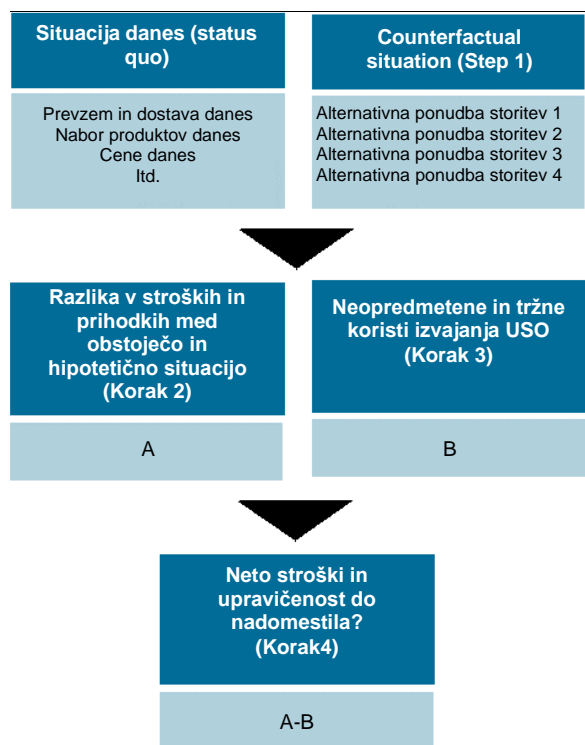 Situacija danes (status
quo)
Prevzem in dostava danes
Nabor produktov danes
Cene danes
Itd.
Counterfactual
situation (Step 1)
Alternativna ponudba storitev 1
Alternativna ponudba storitev 2
Alternativna ponudba storitev 3
Alternativna ponudba storitev 4
Razlika v stroških in
prihodkih med
obstoječo in
hipotetično situacijo
(Korak 2)
A
Neopredmetene in tržne
koristi izvajanja USO
(Korak 3)
B
Neto stroški in
upravičenost do
nadomestila?
(Korak4)
A-B